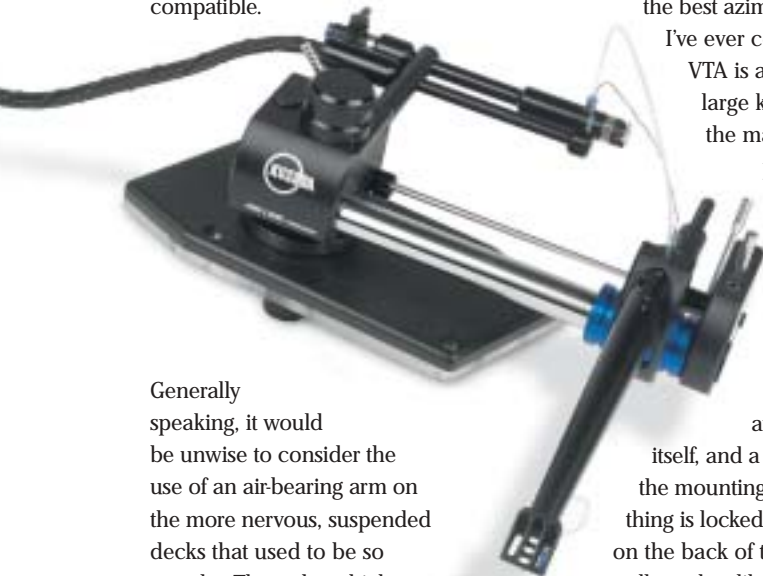 compatible.
Generally
speaking, it would
be unwise to consider the
use of an air-bearing arm on
the more nervous, suspended
decks that used to be so
the best azim
I've ever c
VTA is a
large k
the ma
a
itself, and a
the mounting
thing is locked
on the back of t